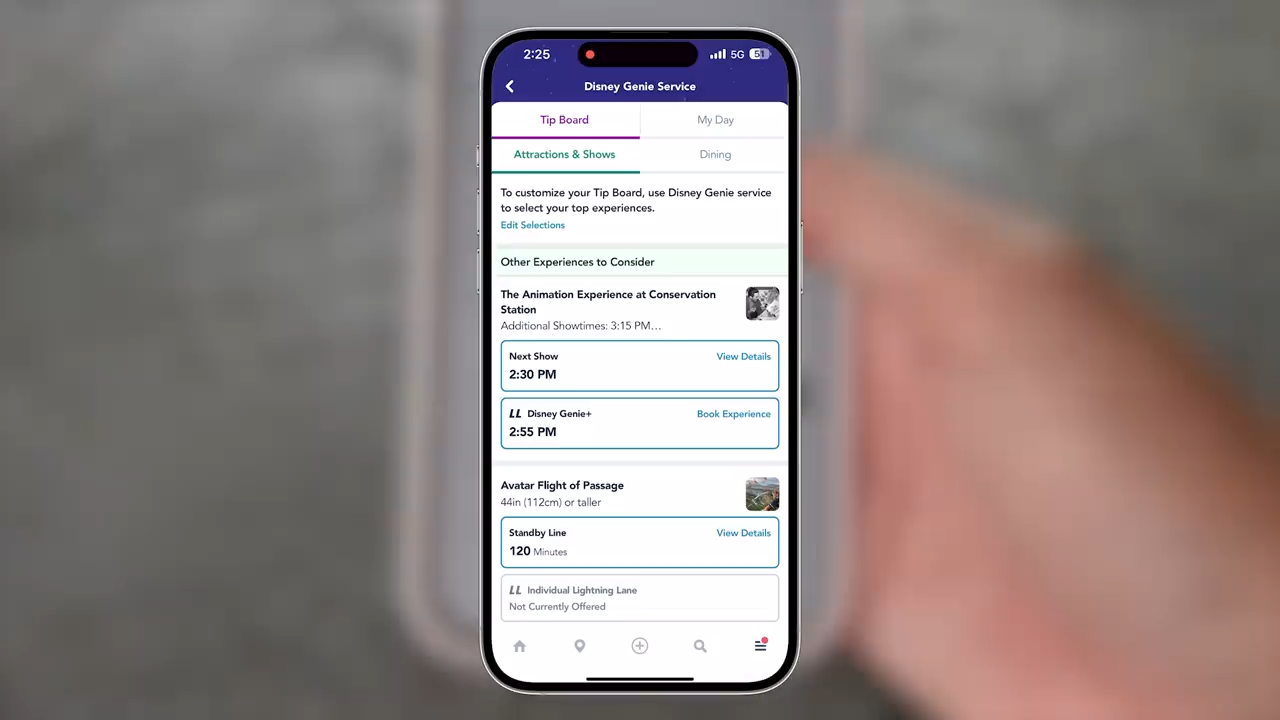 2:25
5G
51
Disney Genie Service
Tip Board
My Day
Attractions & Shows
Dining
To customize your Tip Board, use Disney Genie service
to select your top experiences.
Edit Selections
Other Experiences to Consider
The Animation Experience at Conservation
Station
Additional Showtimes: 3:15 PM…
Next Show
View Details
2:30 PM
LL Disney Genie+
Book Experience
2:55 PM
Avatar Flight of Passage
44in (112cm) or taller
Standby Line
View Details
120 Minutes
LL Individual Lightning Lane
Not Currently Offered